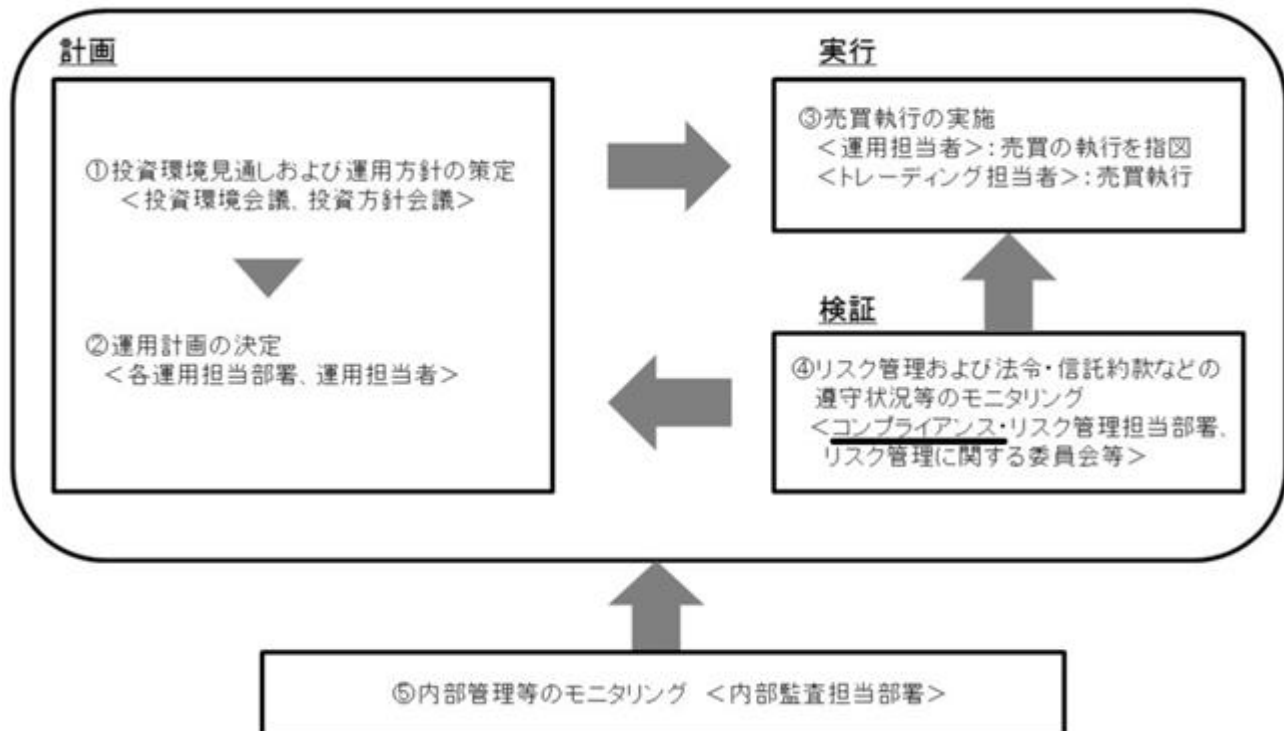 計画
①投資環境見通しおよび運用方針の策定
＜投資環境会議、投資方針会議＞
②運用計画の決定
＜各運用担当部署、運用担当者＞
実行
③売買執行の実施
＜運用担当者＞：売買の執行を指図
＜トレーディング担当者＞：売買執行
検証
④リスク管理および法令・信託約款などの
遵守状況等のモニタリング
＜コンプライアンス・リスク管理担当部署、
リスク管理に関する委員会等＞
⑤内部管理等のモニタリング ＜内部監査担当部署＞